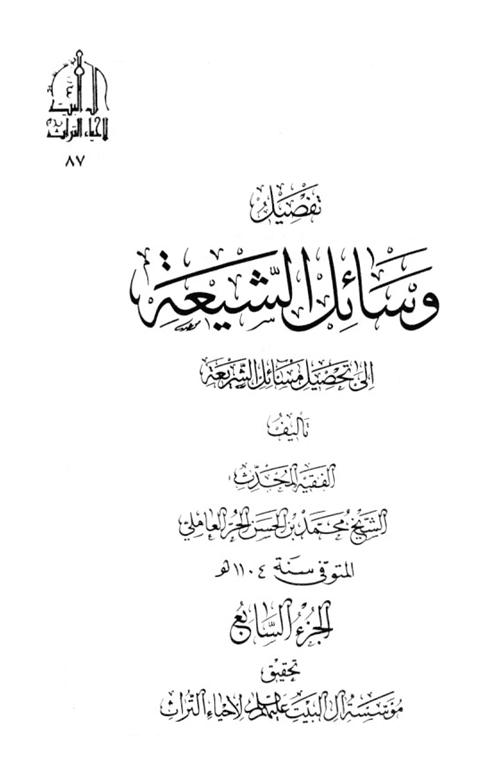 آل البيت
لإحياء التراث
٨٧
تفصيل
وسائل الشيعة
إلى تحصيل مسائل الشريعة
تأليف
الفقيه المحدث
الشيخ محمد بن الحسن الحر العاملي
المتوفى سنة ١١٠٤ هـ
الجزء السابع
تحقيق
مؤسسة آل البيت عليهم السلام لإحياء التراث